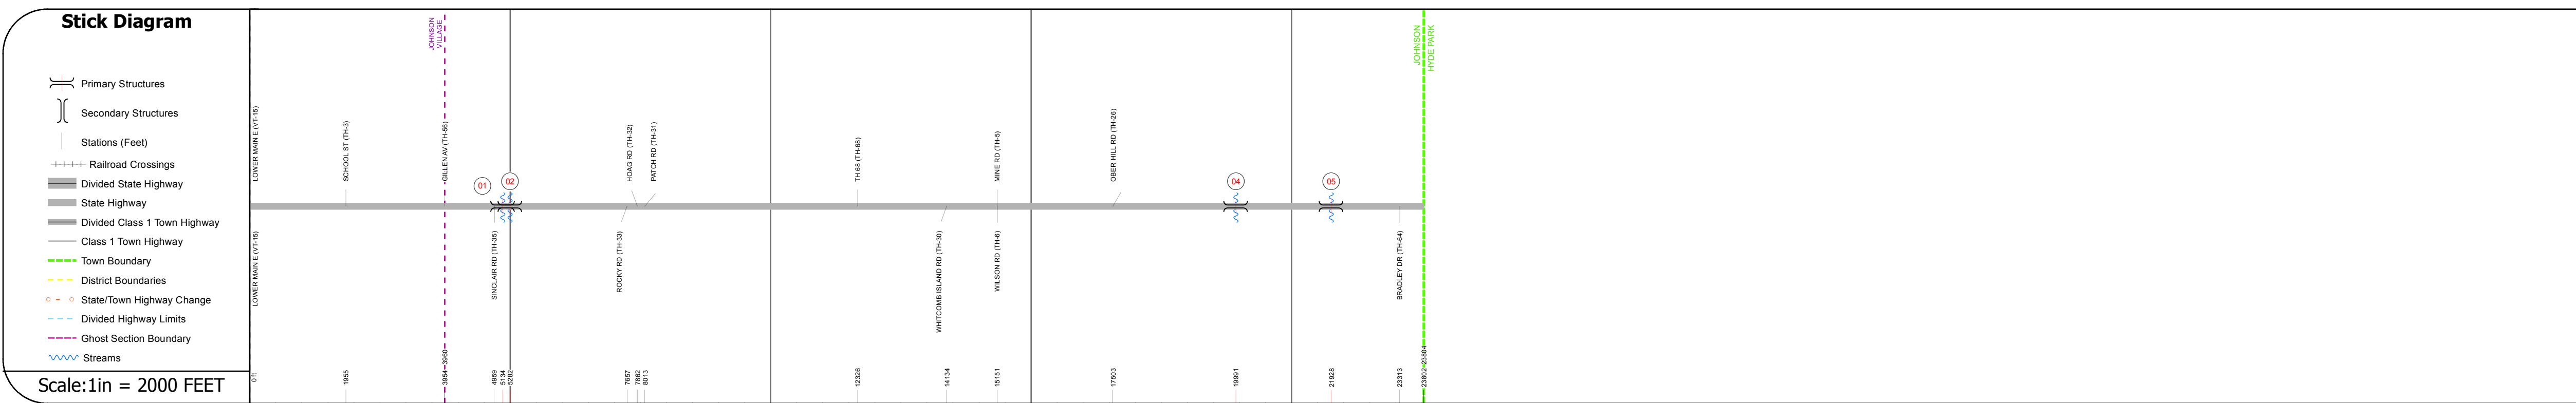 Stick Diagram
Primary Structures
Secondary Structures
Stations (Feet)
Railroad Crossings
Divided State Highway
State Highway
Divided Class 1 Town Highway
Class 1 Town Highway
Town Boundary
District Boundaries
State/Town Highway Change
Divided Highway Limits
Ghost Section Boundary
Streams
Scale:1in = 2000 FEET
JOHNSON
VILLAGE
JOHNSON
HYDE PARK
LOWER MAIN E (VT-15)
SCHOOL ST (TH-3)
GILLEN AV (TH-56)
HOAG RD (TH-32)
PATCH RD (TH-31)
TH 68 (TH-68)
MINE RD (TH-5)
OBER HILL RD (TH-26)
01
02
04
05
LOWER MAIN E (VT-15)
SINCLAIR RD (TH-35)
ROCKY RD (TH-33)
WHITCOMB ISLAND RD (TH-30)
WILSON RD (TH-6)
BRADLEY DR (TH-64)
0 ft
1955
3954
3960
4959
5134
5282
7657
7862
8013
12326
14134
15151
17503
19991
21928
23313
23802
23804